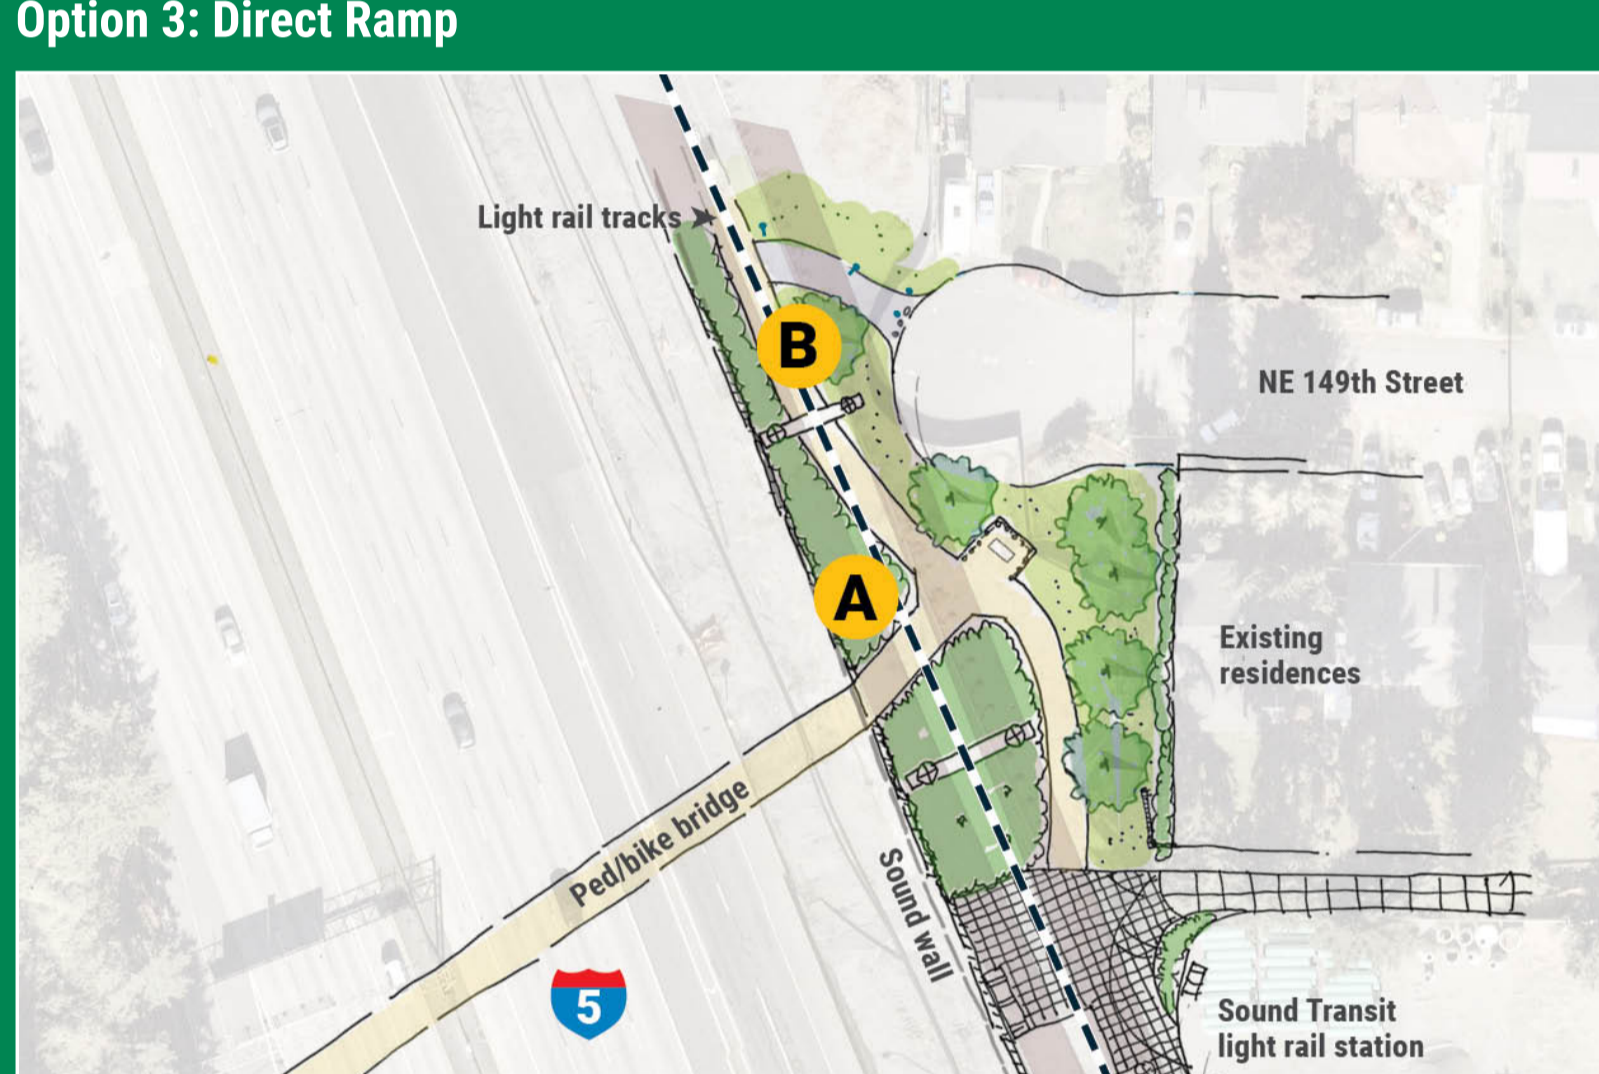 Option 3: Direct Ramp
Light rail tracks
B
NE 149th Street
A
Existing
residences
Ped/bike bridge
Sound wall
5
Sound Transit
light rail station